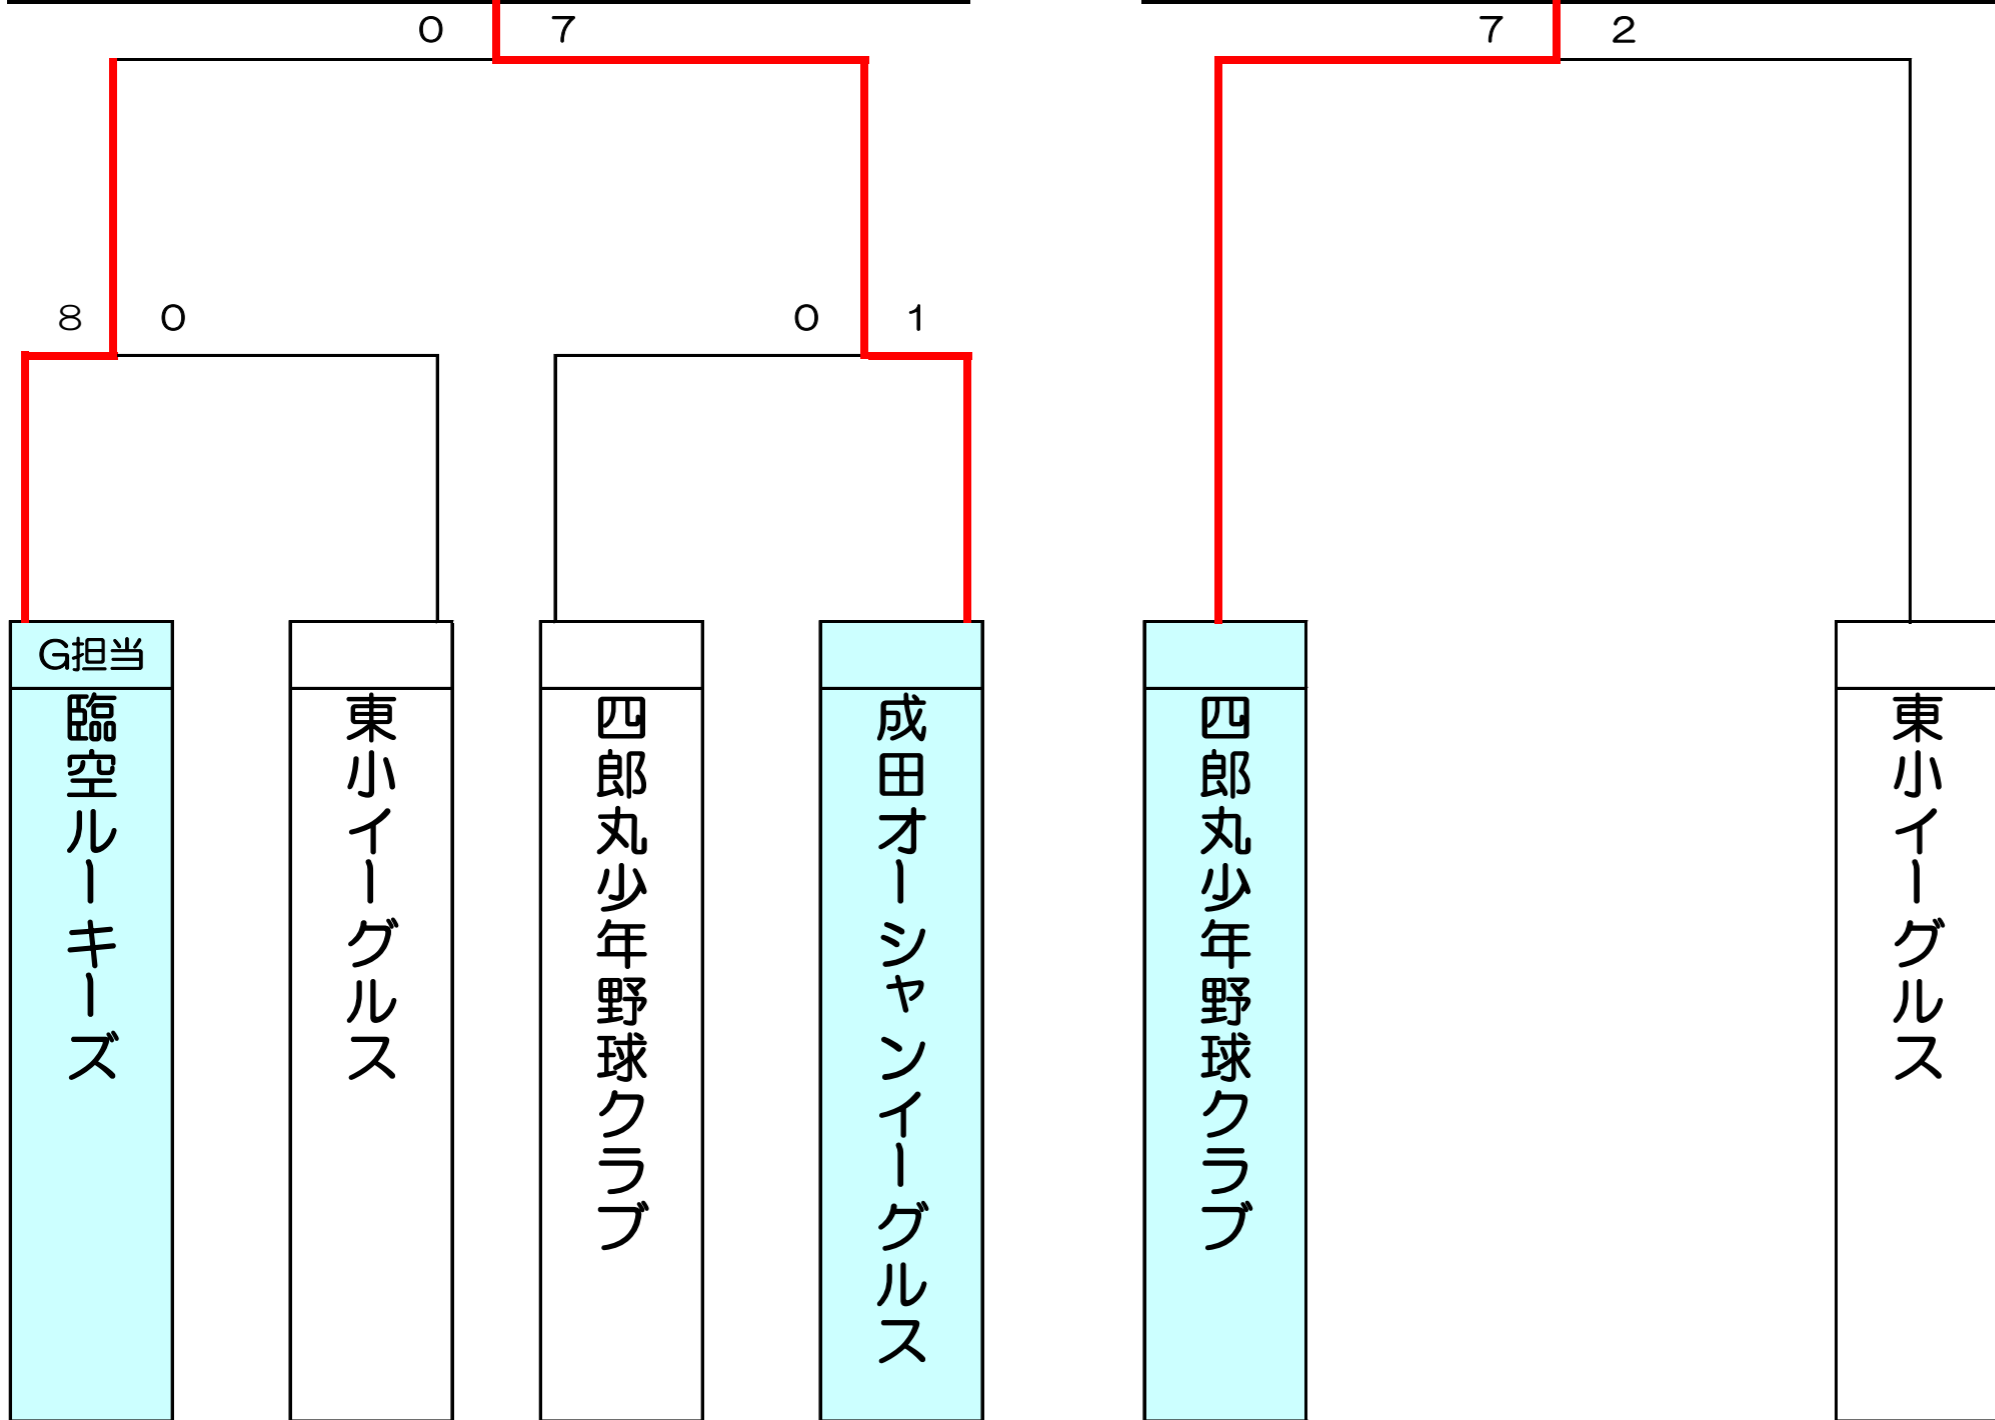 0 7
7 2
8 0
0 1
G担当
臨空ルーキーズ
東小イーグルス
四郎丸少年野球クラブ
成田オーシャンイーグルス
四郎丸少年野球クラブ
東小イーグルス